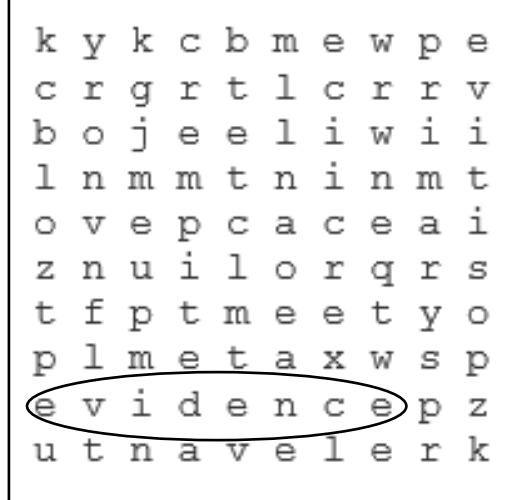 k y k c b m e w p e
c r g r t l c r r v
b o j e e l i w i i
l n m m t n i n m t
o v e p c a c e a i
z n u i l o r q r s
t f p t m e e t y o
p l m e t a x w s p
e v i d e n c e p z
u t n a v e l e r k